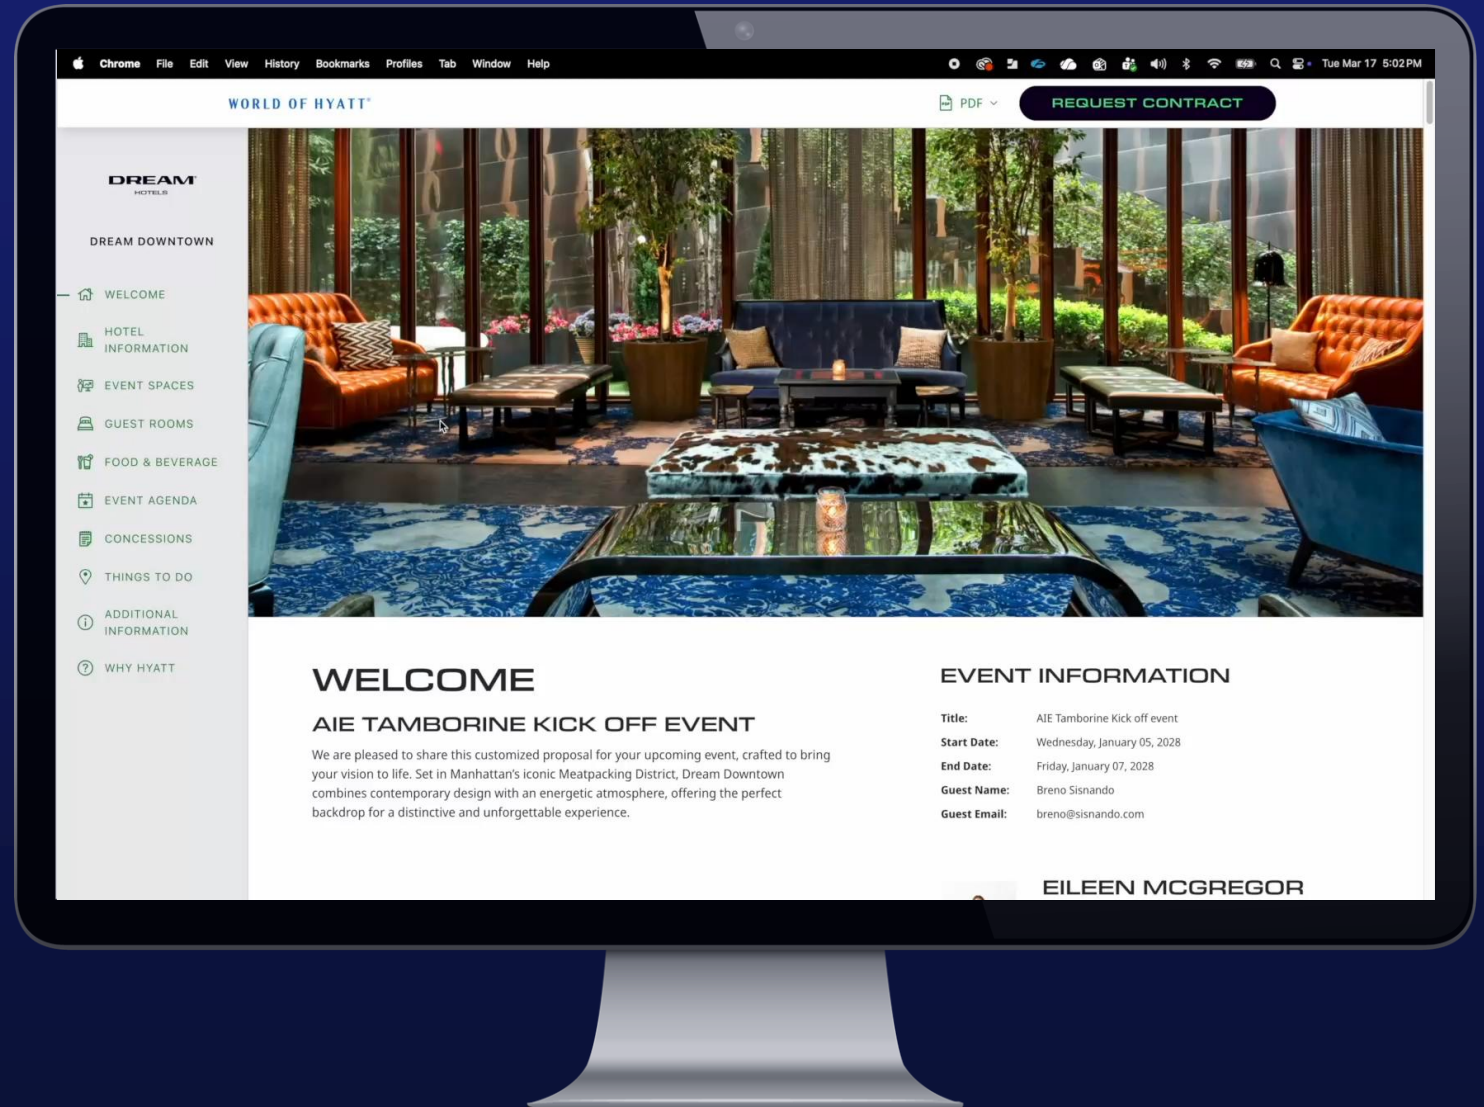 Chrome File Edit View History Bookmarks Profiles Tab Window Help
Tue Mar 17 5:02 PM
WORLD OF HYATT
PDF
REQUEST CONTRACT
DREAM
HOTELS
DREAM DOWNTOWN
WELCOME
HOTEL
INFORMATION
EVENT SPACES
GUEST ROOMS
FOOD & BEVERAGE
EVENT AGENDA
CONCESSIONS
THINGS TO DO
ADDITIONAL
INFORMATION
WHY HYATT
WELCOME
AIE TAMBORINE KICK OFF EVENT
We are pleased to share this customized proposal for your upcoming event, crafted to bring
your vision to life. Set in Manhattan's iconic Meatpacking District, Dream Downtown
combines contemporary design with an energetic atmosphere, offering the perfect
backdrop for a distinctive and unforgettable experience.
EVENT INFORMATION
Title: AIE Tamborine Kick off event
Start Date: Wednesday, January 05, 2028
End Date: Friday, January 07, 2028
Guest Name: Breno Sisnando
Guest Email: breno@sisnando.com
EILEEN MCGREGOR